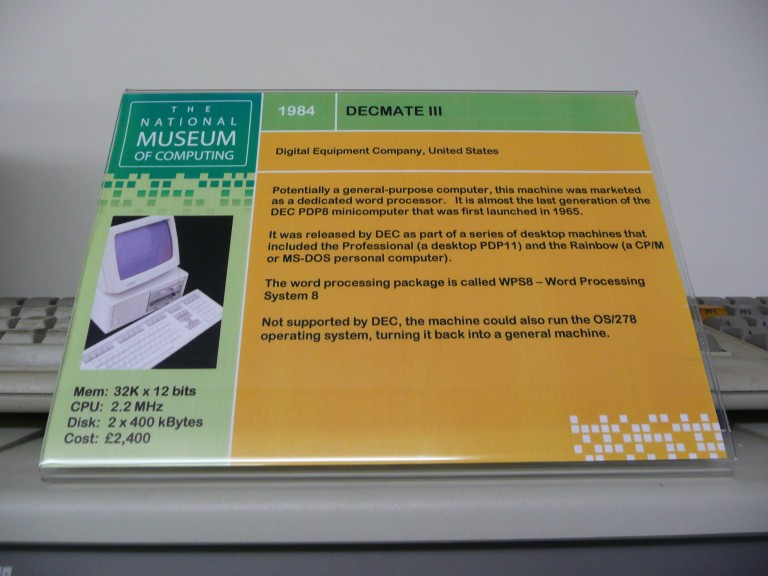 THE
NATIONAL
MUSEUM
OF COMPUTING
1984
DECMATE III
Digital Equipment Company, United States
Potentially a general-purpose computer, this machine was marketed
as a dedicated word processor. It is almost the last generation of the
DEC PDP8 minicomputer that was first launched in 1965.
It was released by DEC as part of a series of desktop machines that
included the Professional (a desktop PDP11) and the Rainbow (a CP/M
or MS-DOS personal computer).
The word processing package is called WPS8 – Word Processing
System 8
Not supported by DEC, the machine could also run the OS/278
operating system, turning it back into a general machine.
Mem: 32K x 12 bits
CPU: 2.2 MHz
Disk: 2 x 400 kBytes
Cost: £2,400